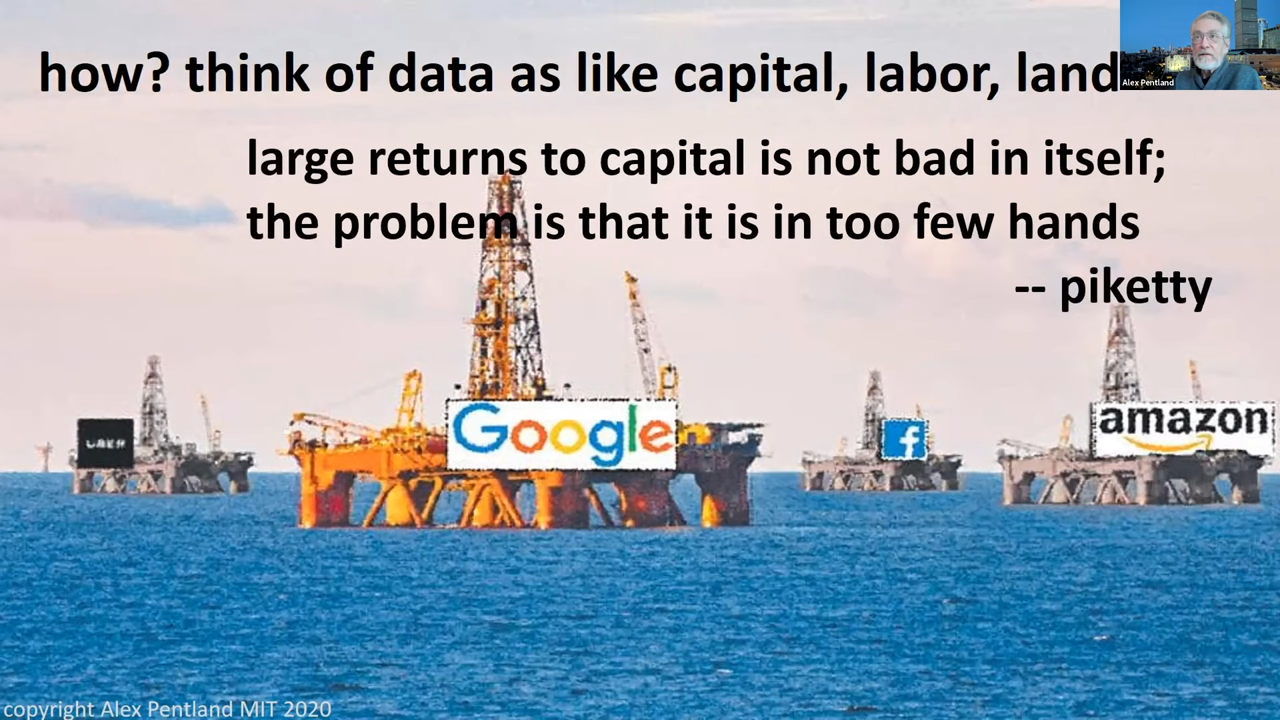 how? think of data as like capital, labor, land
Alex Pentland
large returns to capital is not bad in itself;
the problem is that it is in too few hands
-- piketty
UBER
Google
f
amazon
copyright Alex Pentland MIT 2020